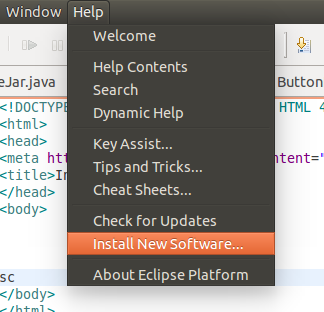 Window Help
Welcome
Help Contents
eJar.java Search Button
Dynamic Help
<!DOCTYPE HTML 4
<html>
<head> Key Assist...
<meta ht ontent="
Tips and Tricks...
<title>In
Cheat Sheets...
</head>
<body>
Check for Updates
Install New Software...
sc About Eclipse Platform
</body>
</html>